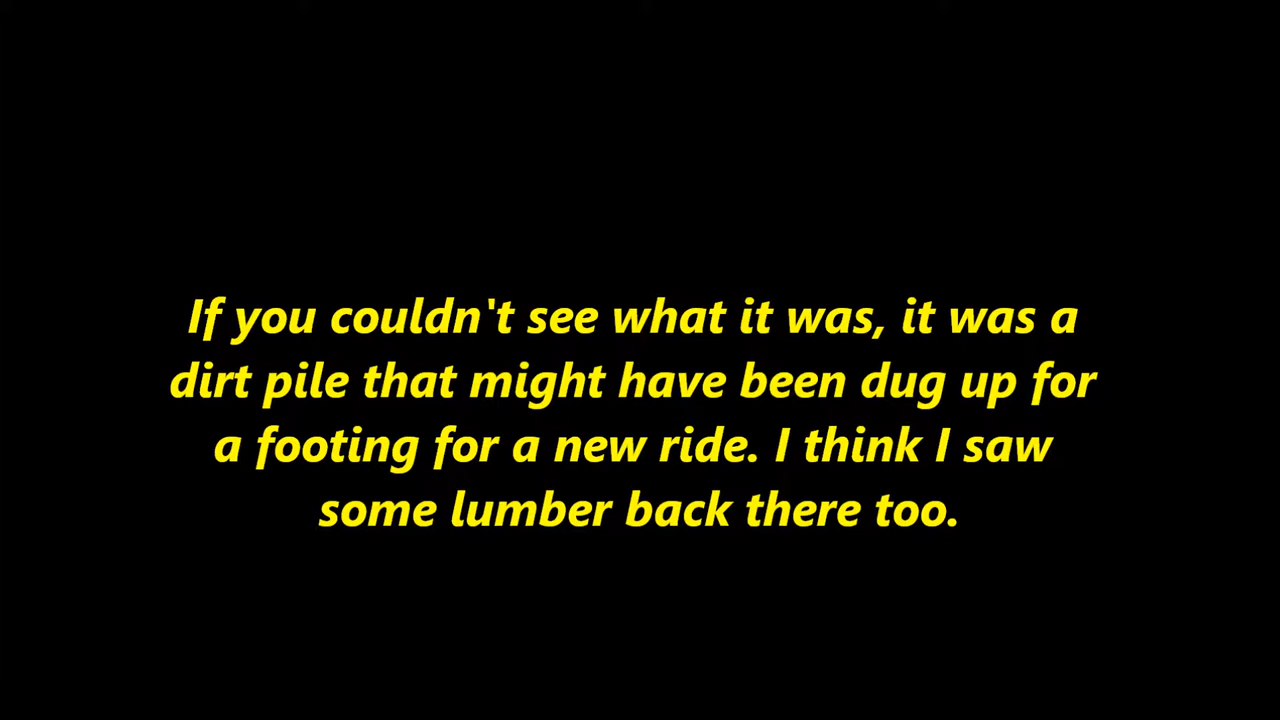 If you couldn't see what it was, it was a
dirt pile that might have been dug up for
a footing for a new ride. I think I saw
some lumber back there too.